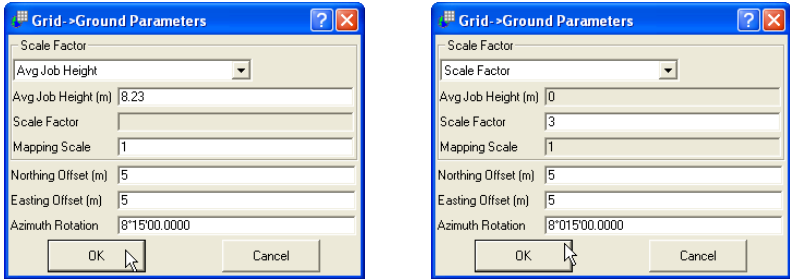 Grid->Ground Parameters
Scale Factor
Avg Job Height
Avg Job Height (m) 8.23
Scale Factor
Mapping Scale 1
Northing Offset (m) 5
Easting Offset (m) 5
Azimuth Rotation 8°15'00.0000
OK Cancel
Grid->Ground Parameters
Scale Factor
Scale Factor
Avg Job Height (m) 0
Scale Factor 3
Mapping Scale 1
Northing Offset (m) 5
Easting Offset (m) 5
Azimuth Rotation 8°015'00.0000
OK Cancel